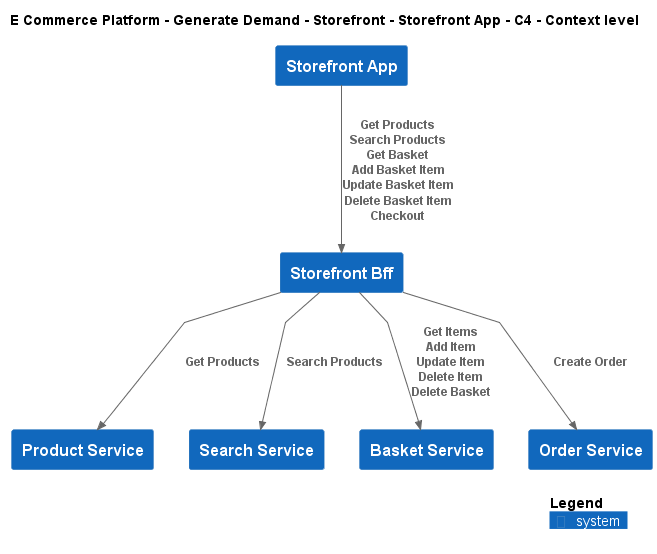 E Commerce Platform - Generate Demand - Storefront - Storefront App - C4 - Context level
Storefront App
Get Products
Search Products
Get Basket
Add Basket Item
Update Basket Item
Delete Basket Item
Checkout
Storefront Bff
Get Products
Search Products
Get Items
Add Item
Update Item
Delete Item
Delete Basket
Create Order
Product Service
Search Service
Basket Service
Order Service
Legend
system